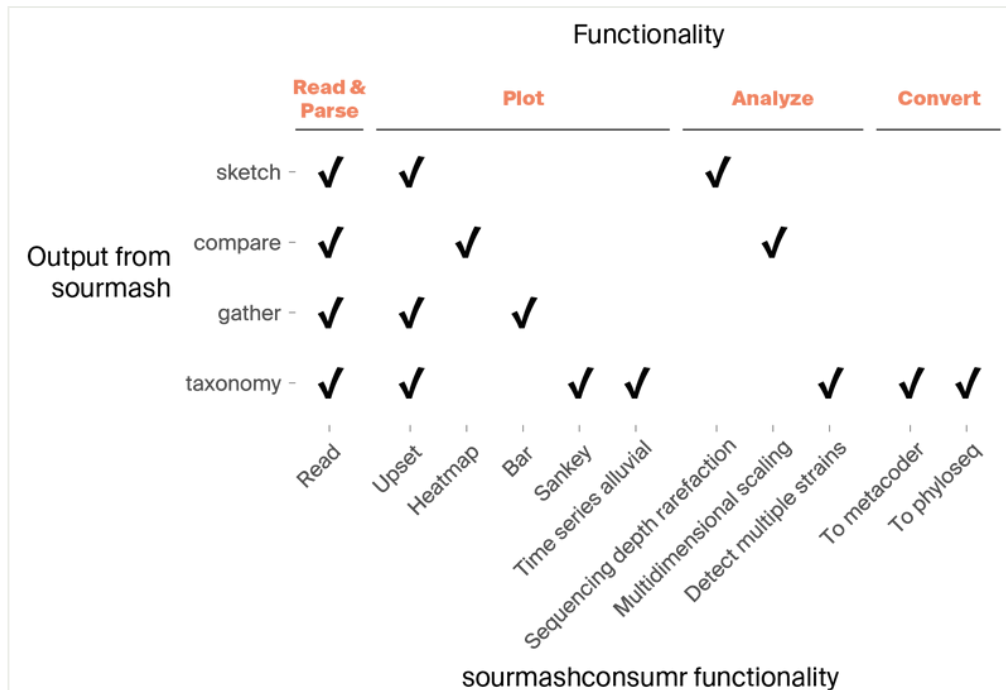 Functionality
Read &
Parse
Plot
Analyze
Convert
sketch
compare
gather
taxonomy
Output from
sourmash
Read
Upset
Heatmap
Bar
Sankey
Time series alluvial
Sequencing depth rarefaction
Multidimensional scaling
Detect multiple strains
To metacoder
To phyloseq
sourmashconsumr functionality